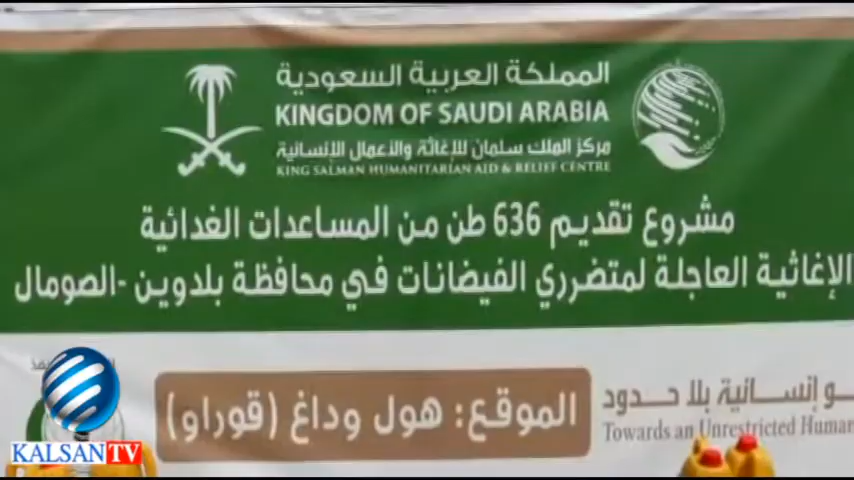 المملكة العربية السعودية
KINGDOM OF SAUDI ARABIA
مركز الملك سلمان للإغاثة والأعمال الإنسانية
KING SALMAN HUMANITARIAN AID & RELIEF CENTRE
مشروع تقديم 636 طن من المساعدات الغدائية
الإغاثية العاجلة لمتضرري الفيضانات في محافظة بلدوين -الصومال
الموقع: هول وداغ (قوراو)
إنسانية بلا حدود
Towards an Unrestricted
KALSAN TV